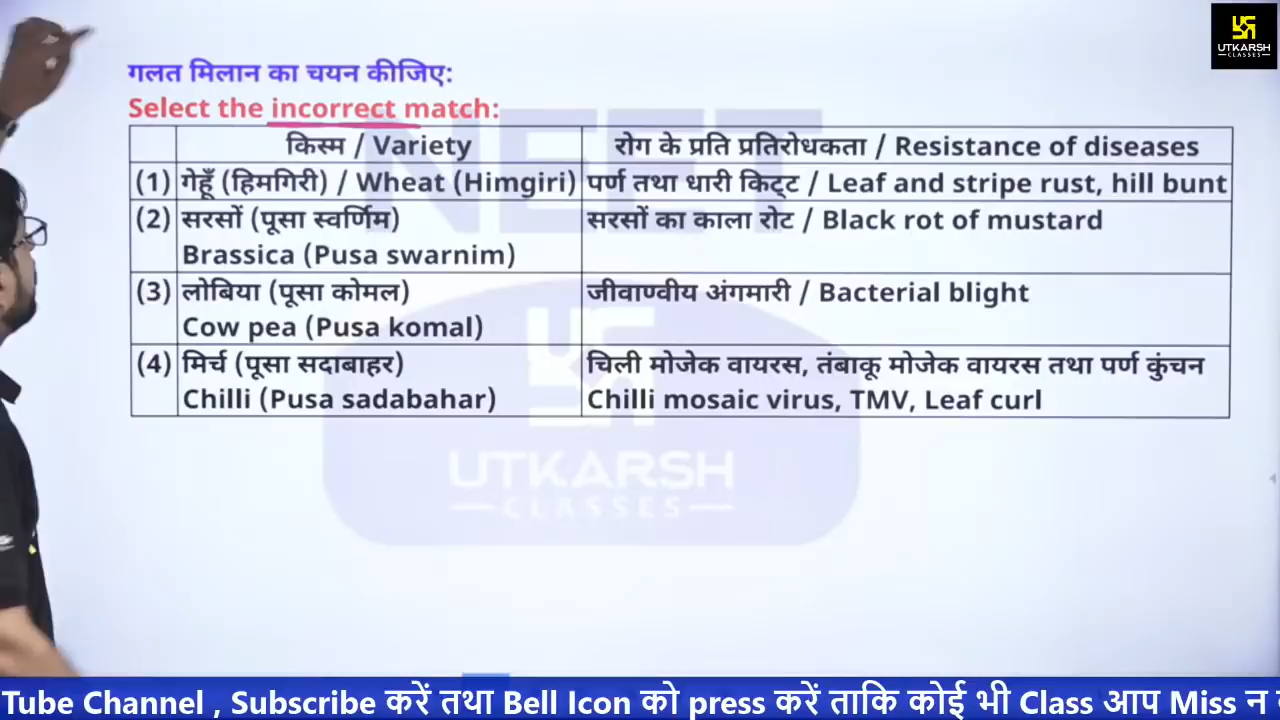 UTKARSH
CLASSES
गलत मिलान का चयन कीजिए:
Select the incorrect match:
किस्म / Variety
रोग के प्रति प्रतिरोधकता / Resistance of diseases
(1) गेहूँ (हिमगिरी) / Wheat (Himgiri)
पर्ण तथा धारी किट्ट / Leaf and stripe rust, hill bunt
(2) सरसों (पूसा स्वर्णिम)
Brassica (Pusa swarnim)
सरसों का काला रोट / Black rot of mustard
(3) लोबिया (पूसा कोमल)
Cow pea (Pusa komal)
जीवाण्वीय अंगमारी / Bacterial blight
(4) मिर्च (पूसा सदाबाहर)
Chilli (Pusa sadabahar)
चिली मोजेक वायरस, तंबाकू मोजेक वायरस तथा पर्ण कुंचन
Chilli mosaic virus, TMV, Leaf curl
NEET
UTKARSH
CLASSES
Tube Channel , Subscribe करें तथा Bell Icon को press करें ताकि कोई भी Class आप Miss न